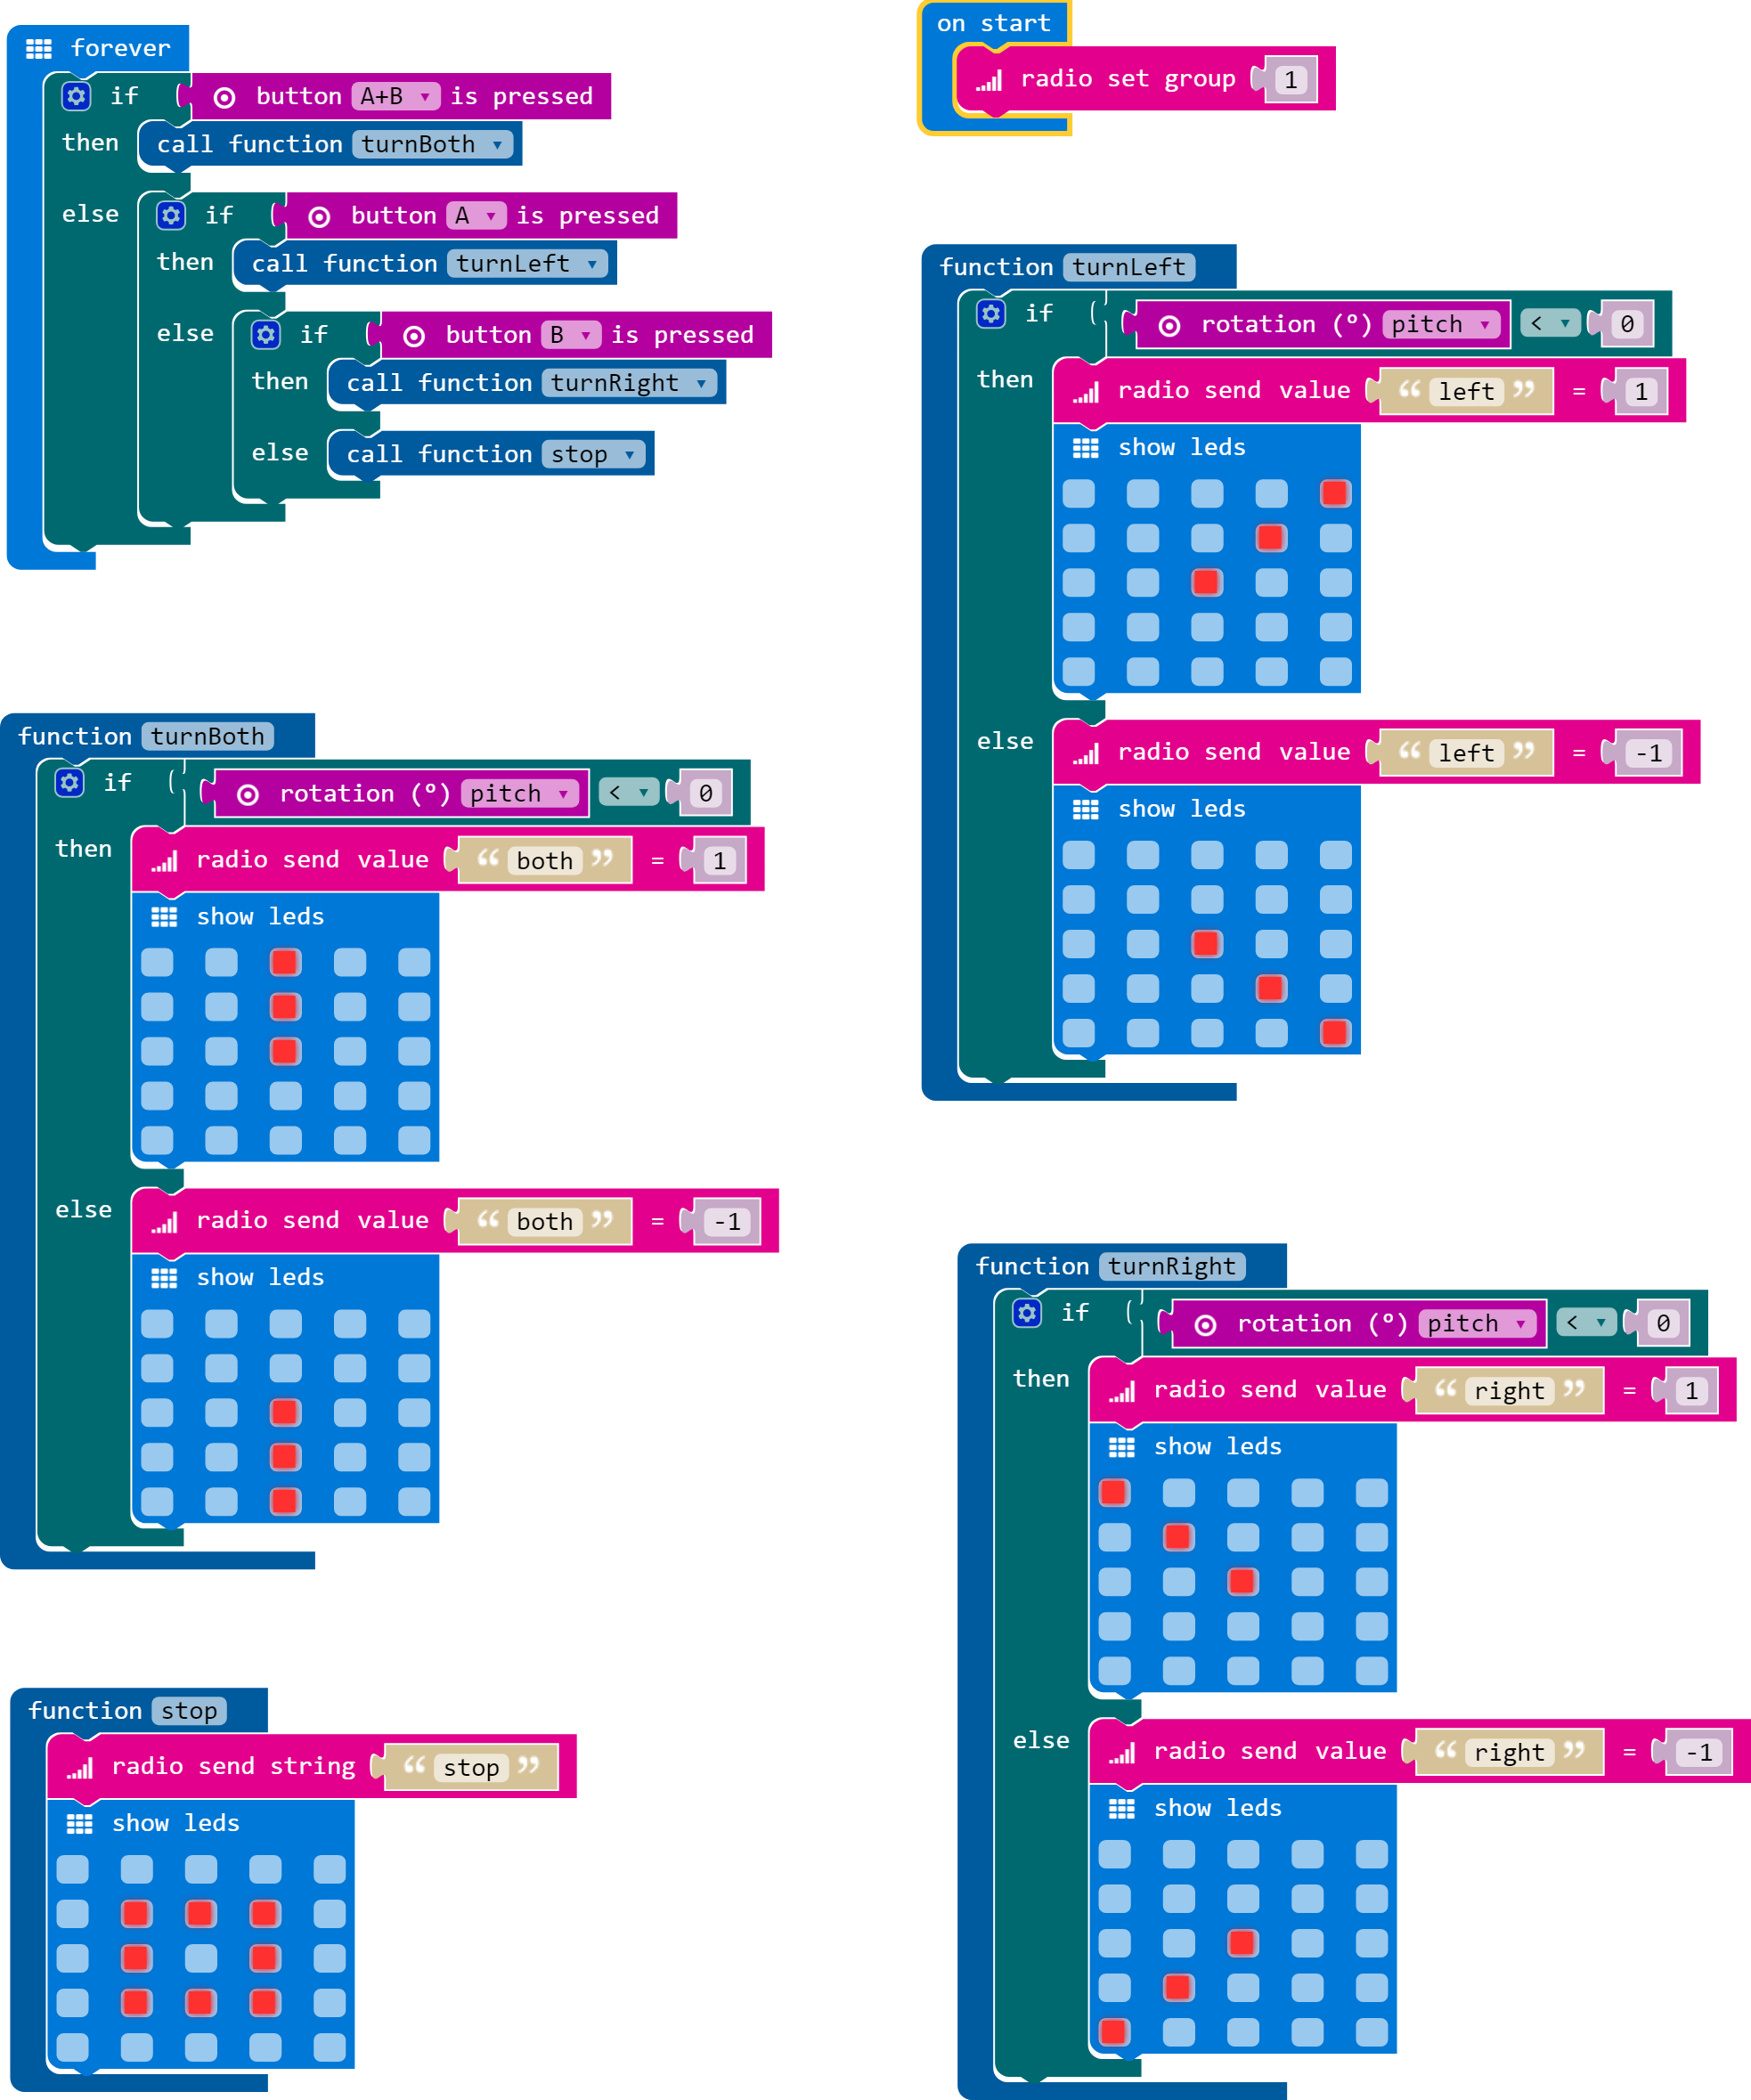 forever
if button A+B is pressed
then call function turnBoth
else if button A is pressed
then call function turnLeft
else if button B is pressed
then call function turnRight
else call function stop
on start
radio set group 1
function turnLeft
if rotation (º) pitch < 0
then radio send value “ left ” = 1
show leds
else radio send value “ left ” = -1
show leds
function turnBoth
if rotation (º) pitch < 0
then radio send value “ both ” = 1
show leds
else radio send value “ both ” = -1
show leds
function turnRight
if rotation (º) pitch < 0
then radio send value “ right ” = 1
show leds
else radio send value “ right ” = -1
show leds
function stop
radio send string “ stop ”
show leds